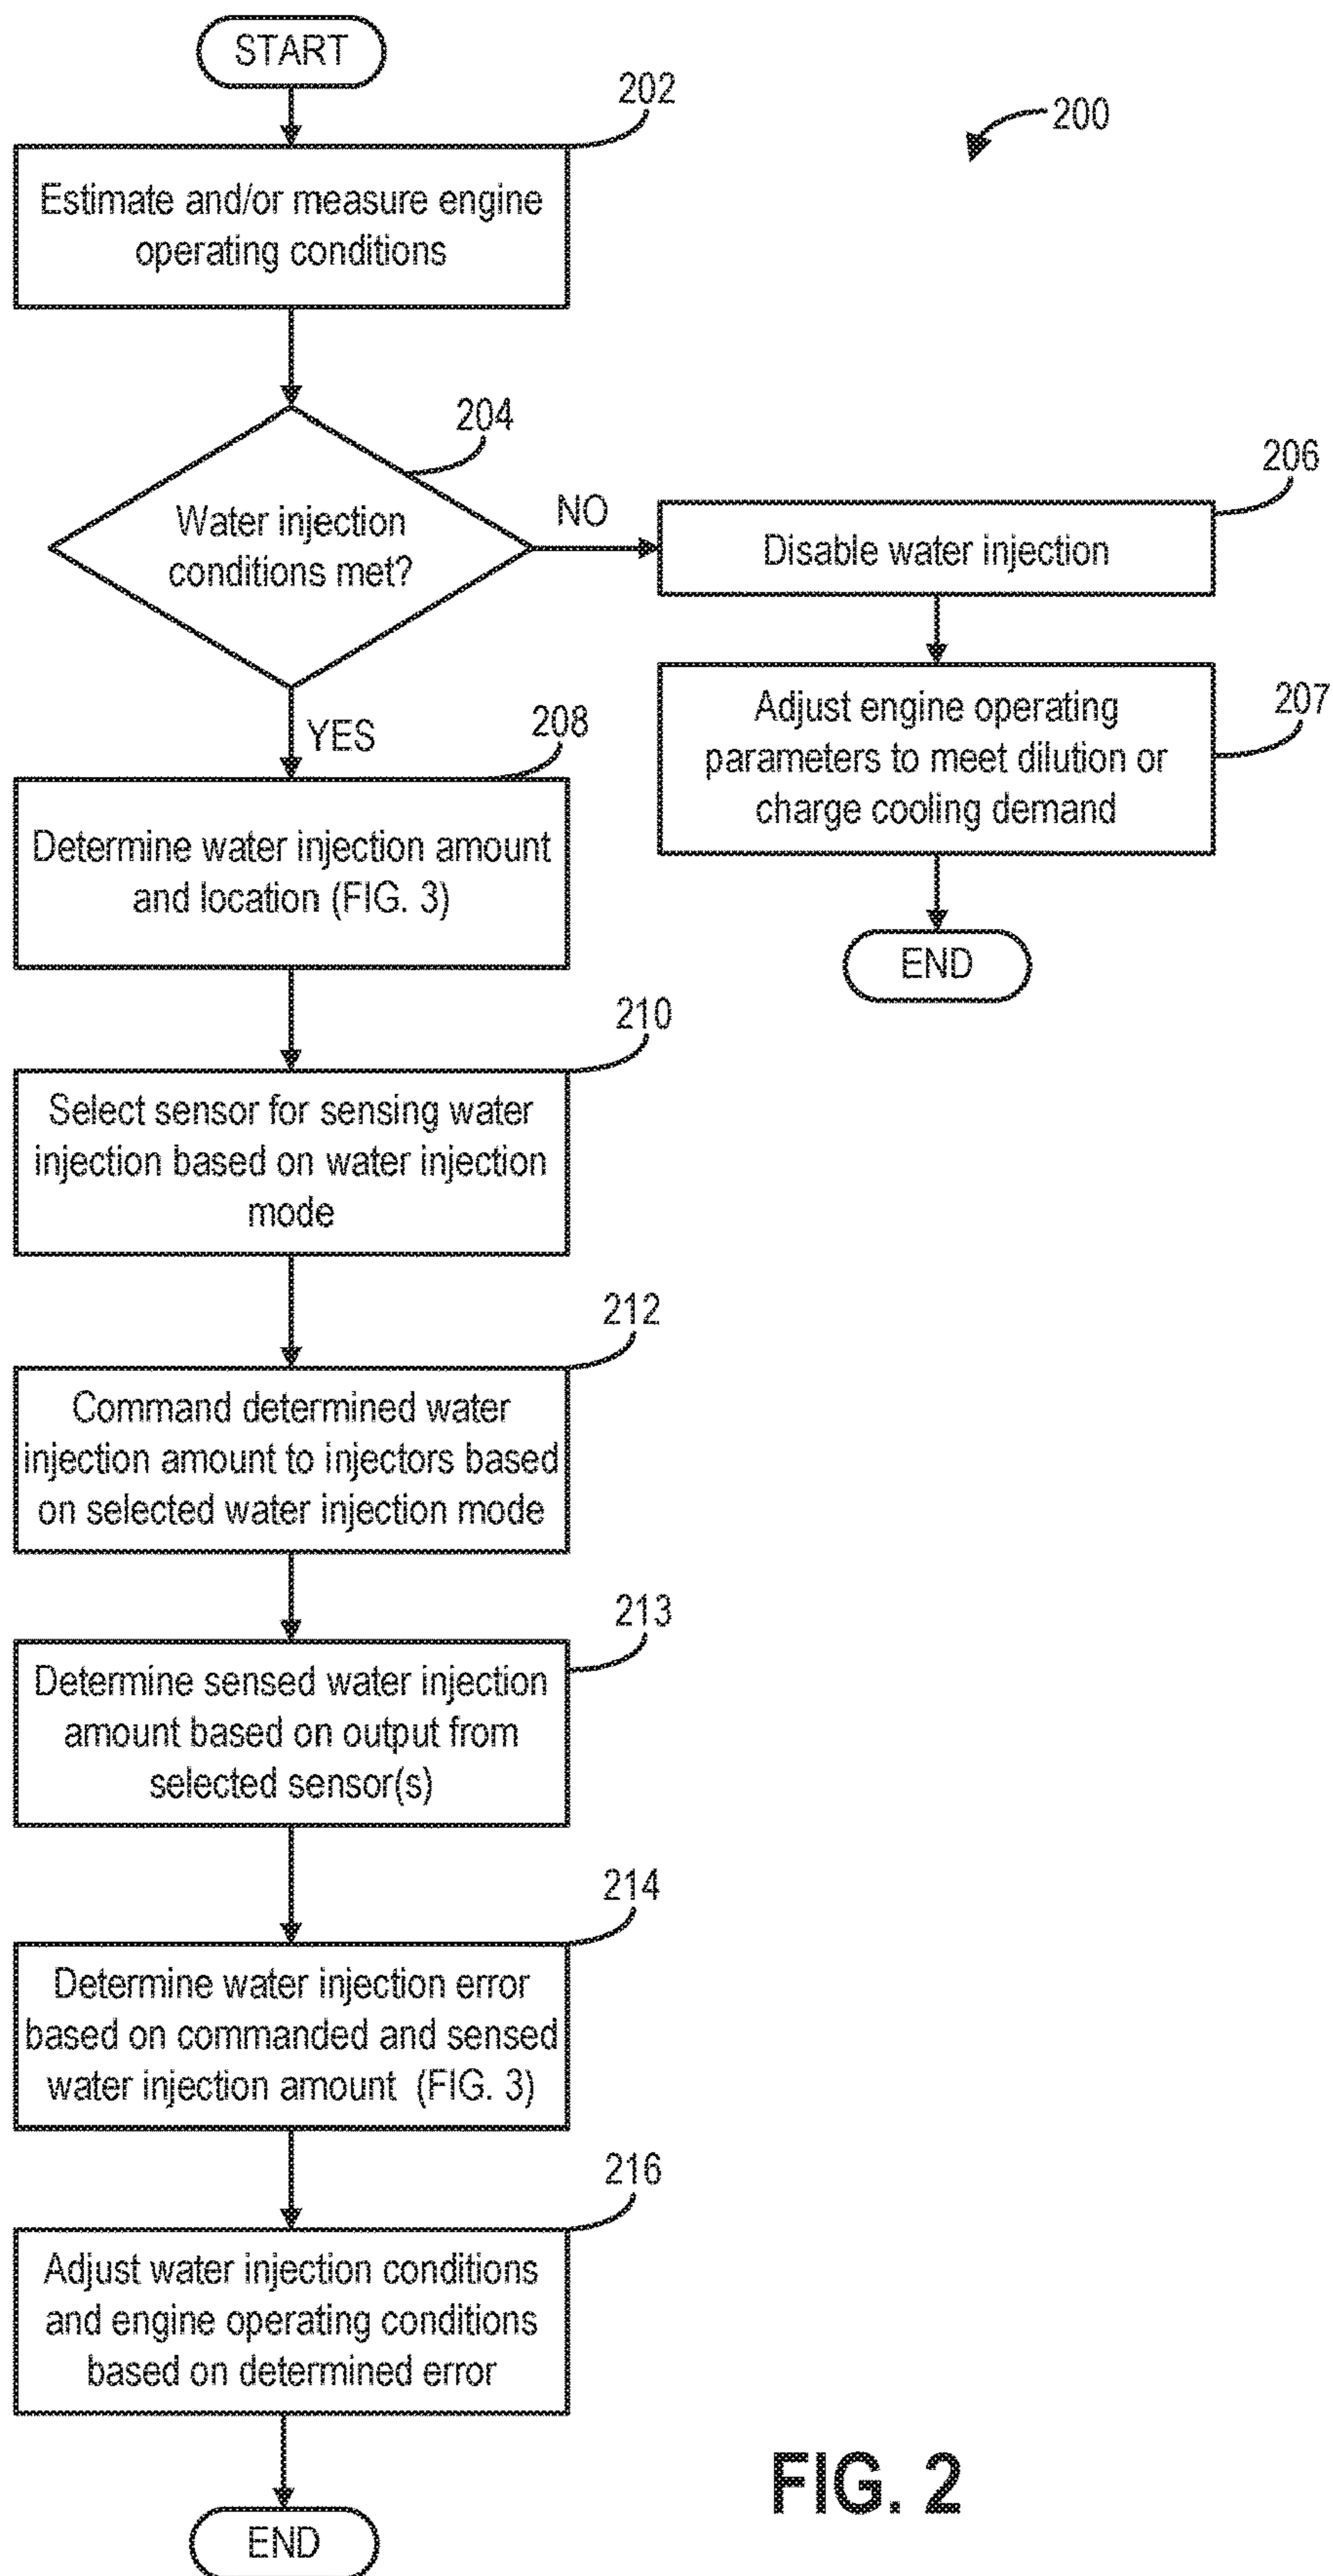 START
202
200
Estimate and/or measure engine
operating conditions
204
Water injection
conditions met?
NO
206
Disable water injection
YES
207
Adjust engine operating
parameters to meet dilution or
charge cooling demand
END
208
Determine water injection amount
and location (FIG. 3)
210
Select sensor for sensing water
injection based on water injection
mode
212
Command determined water
injection amount to injectors based
on selected water injection mode
213
Determine sensed water injection
amount based on output from
selected sensor(s)
214
Determine water injection error
based on commanded and sensed
water injection amount (FIG. 3)
216
Adjust water injection conditions
and engine operating conditions
based on determined error
END
FIG. 2